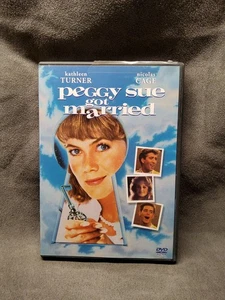 kathleen nicolas
TURNER CAGE
peggy sue
got
married
DVD